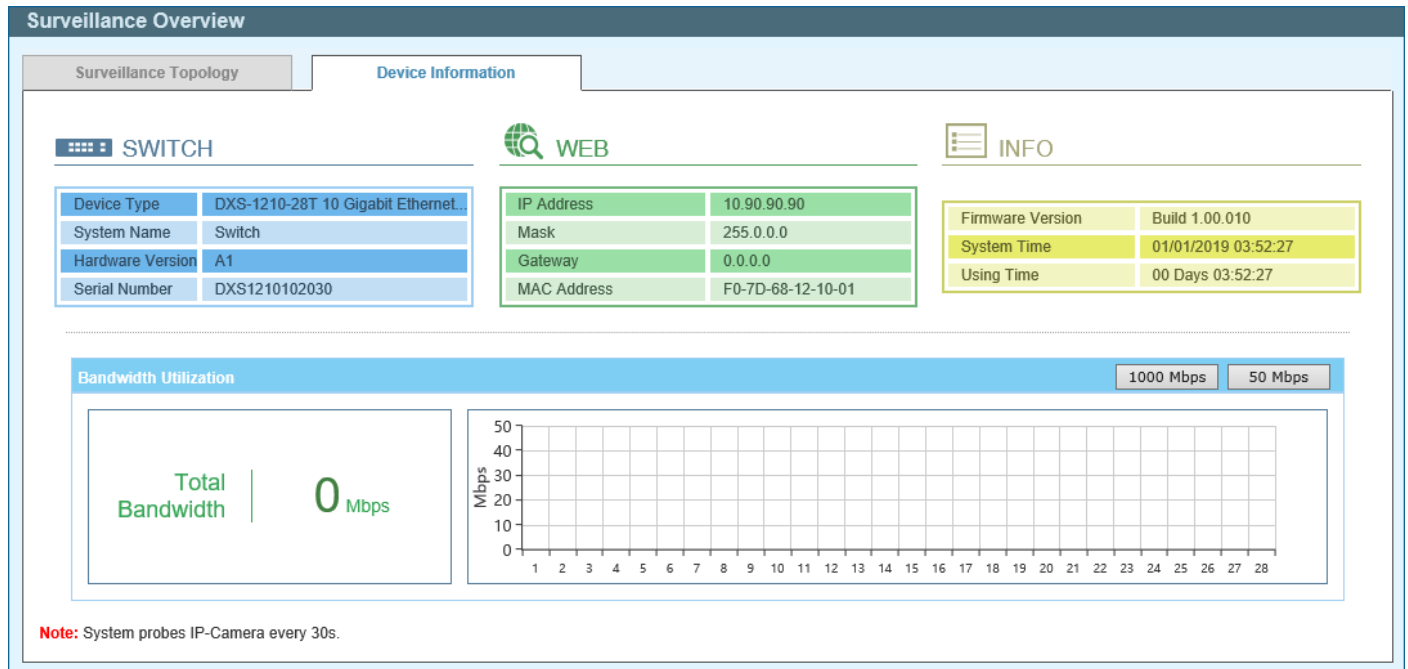 Surveillance Overview
Surveillance Topology
Device Information
SWITCH
Device Type DXS-1210-28T 10 Gigabit Ethernet...
System Name Switch
Hardware Version A1
Serial Number DXS1210102030
WEB
IP Address 10.90.90.90
Mask 255.0.0.0
Gateway 0.0.0.0
MAC Address F0-7D-68-12-10-01
INFO
Firmware Version Build 1.00.010
System Time 01/01/2019 03:52:27
Using Time 00 Days 03:52:27
Bandwidth Utilization
1000 Mbps
50 Mbps
Total
Bandwidth
0 Mbps
Mbps
50
40
30
20
10
0
1 2 3 4 5 6 7 8 9 10 11 12 13 14 15 16 17 18 19 20 21 22 23 24 25 26 27 28
Note: System probes IP-Camera every 30s.